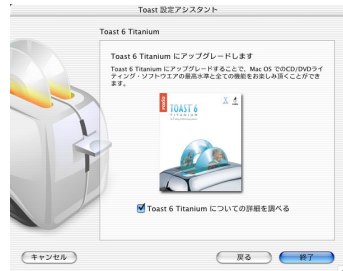 Toast 設定アシスタント
Toast 6 Titanium
Toast 6 Titanium にアップグレードします
Toast 6 Titanium にアップグレードすることで、Mac OS でのCD/DVDライ
ティング・ソフトウエアの最高水準と全ての機能をお楽しみ頂くことができ
ます。
roxio
TOAST 6
TITANIUM
Toast 6 Titanium についての詳細を調べる
キャンセル
戻る
終了